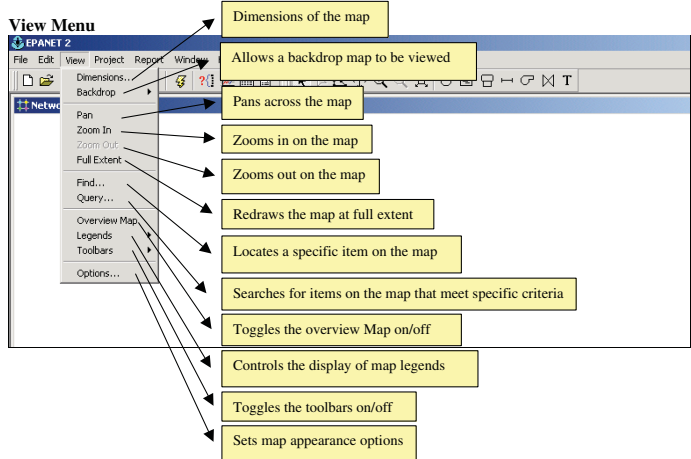 View Menu
Dimensions of the map
EPANET 2
File Edit View Project Report Window
Allows a backdrop map to be viewed
Dimensions...
Backdrop
T
Netwo
Pans across the map
Pan
Zoom In
Zooms in on the map
Zoom Out
Zooms out on the map
Full Extent
Redraws the map at full extent
Find...
Query...
Locates a specific item on the map
Overview Map
Legends
Toolbars
Searches for items on the map that meet specific criteria
Options...
Toggles the overview Map on/off
Controls the display of map legends
Toggles the toolbars on/off
Sets map appearance options